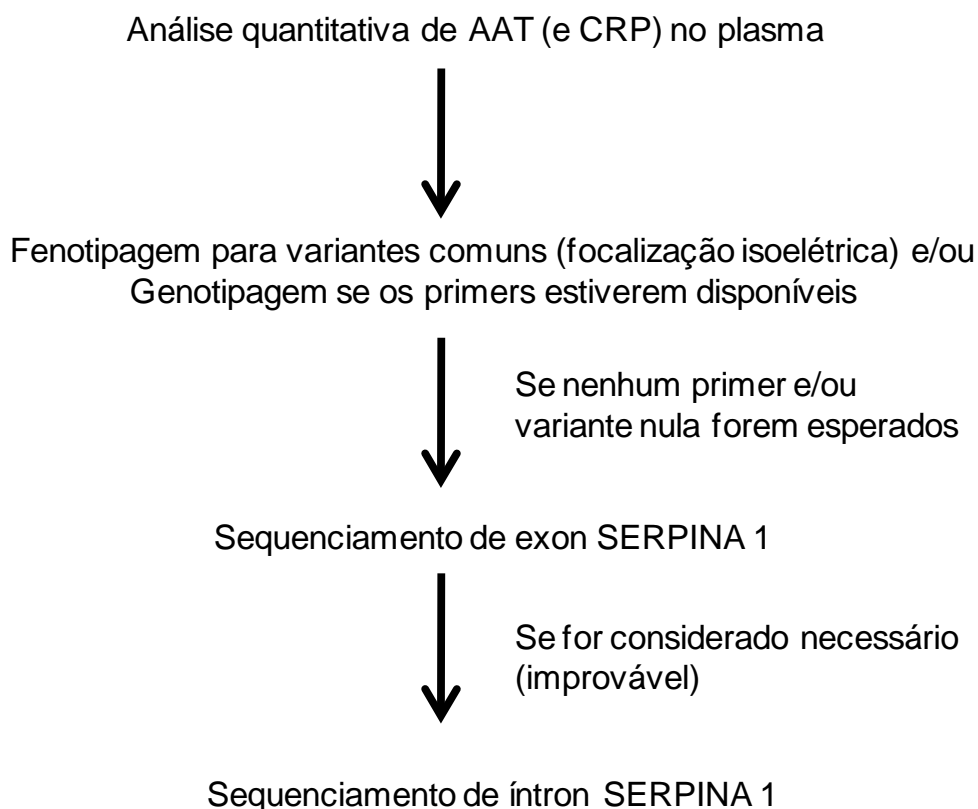 Análise quantitativa de AAT (e CRP) no plasma
Fenotipagem para variantes comuns (focalização isoelétrica) e/ou
Genotipagem se os primers estiverem disponíveis
Se nenhum primer e/ou
variante nula forem esperados
Sequenciamento de exon SERPINA 1
Se for considerado necessário
(improvável)
Sequenciamento de íntron SERPINA 1